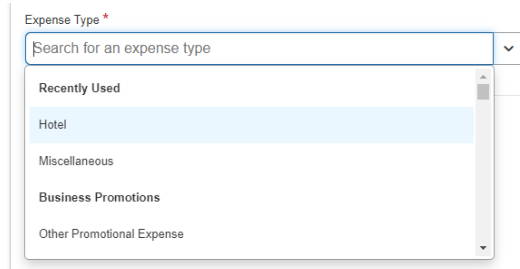 Expense Type *
Search for an expense type
Recently Used
Hotel
Miscellaneous
Business Promotions
Other Promotional Expense